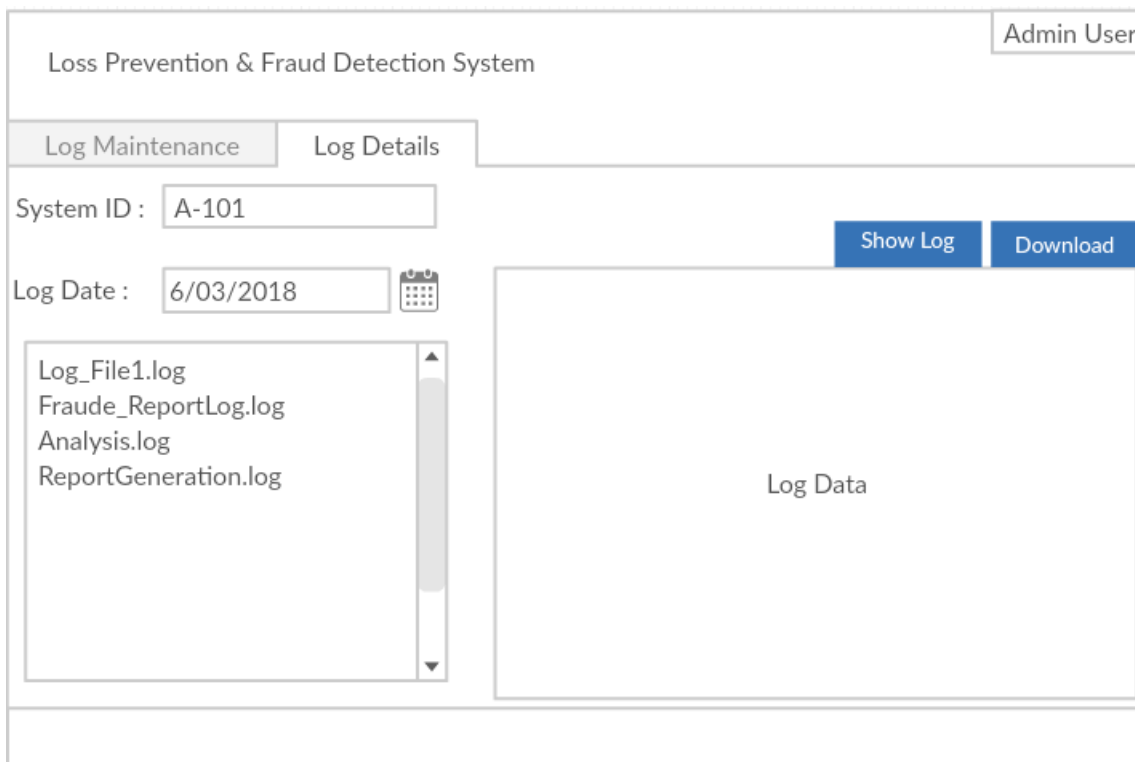 Admin User
Loss Prevention & Fraud Detection System
Log Maintenance
Log Details
System ID : A-101
Show Log
Download
Log Date : 6/03/2018
Log_File1.log
Fraude_ReportLog.log
Analysis.log
ReportGeneration.log
Log Data